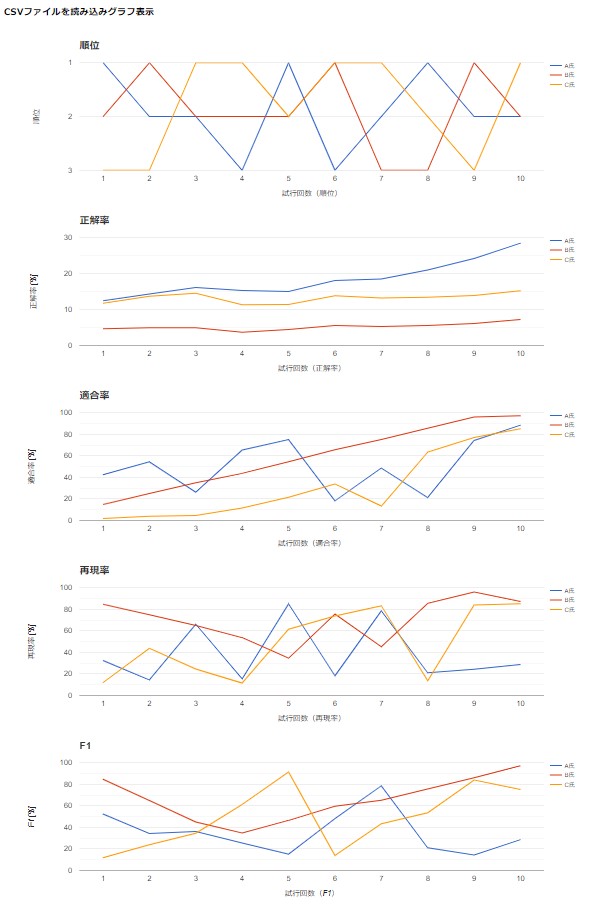 CSVファイルを読み込みグラフ表示
順位
1
2
3
順位
1 2 3 4 5 6 7 8 9 10
試行回数（順位）
A氏
B氏
C氏
正解率
30
20
10
0
正解率 [%]
1 2 3 4 5 6 7 8 9 10
試行回数（正解率）
A氏
B氏
C氏
適合率
100
80
60
40
20
0
適合率 [%]
1 2 3 4 5 6 7 8 9 10
試行回数（適合率）
A氏
B氏
C氏
再現率
100
80
60
40
20
0
再現率 [%]
1 2 3 4 5 6 7 8 9 10
試行回数（再現率）
A氏
B氏
C氏
F1
100
80
60
40
20
0
F1 [%]
1 2 3 4 5 6 7 8 9 10
試行回数（F1）
A氏
B氏
C氏